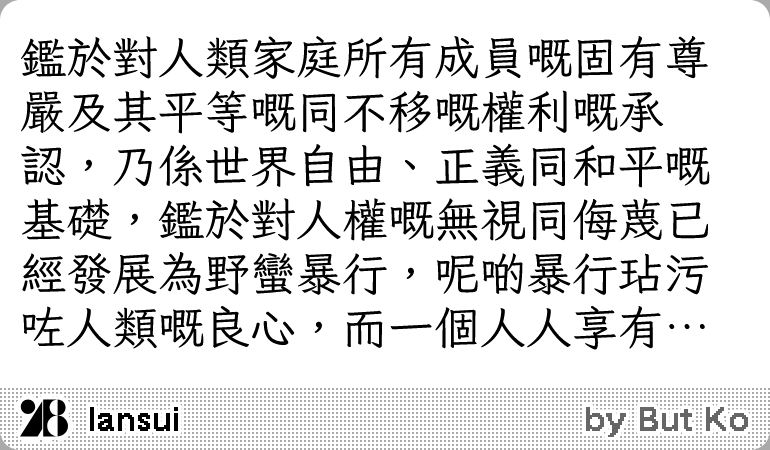 鑑於對人類家庭所有成員嘅固有尊
嚴及其平等嘅同不移嘅權利嘅承
認，乃係世界自由、正義同和平嘅
基礎，鑑於對人權嘅無視同侮蔑已
經發展為野蠻暴行，呢啲暴行玷污
咗人類嘅良心，而一個人人享有⋯
Iansui
by But Ko